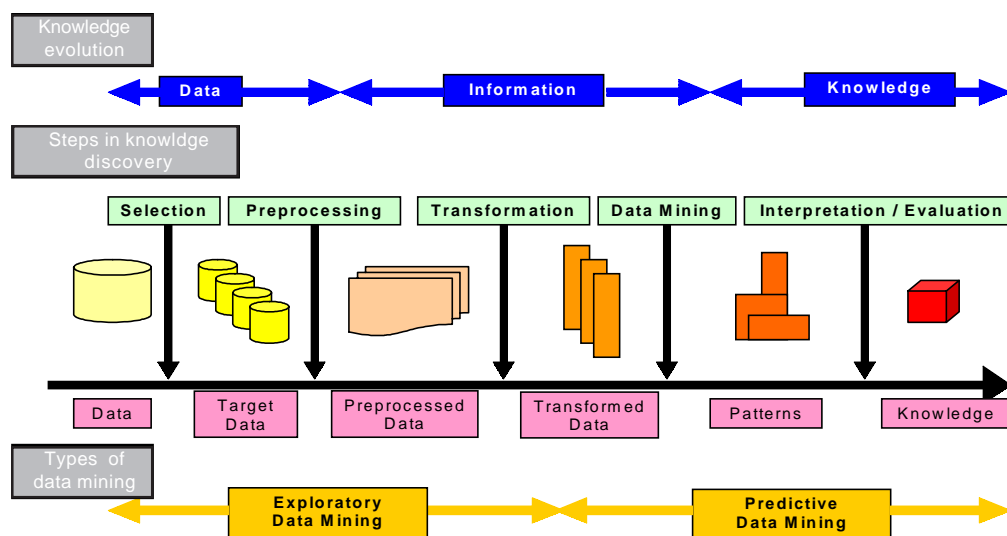 Knowledge
evolution
Data
Information
Knowledge
Steps in knowldge
discovery
Selection
Preprocessing
Transformation
Data Mining
Interpretation / Evaluation
Data
Target
Data
Preprocessed
Data
Transformed
Data
Patterns
Knowledge
Types of
data mining
Exploratory
Data Mining
Predictive
Data Mining